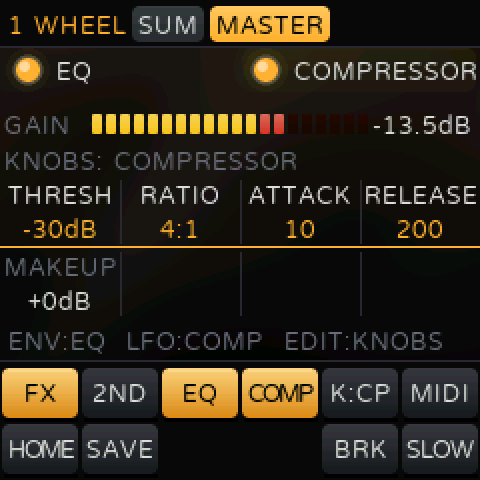 1 WHEEL SUM MASTER
EQ COMPRESSOR
GAIN -13.5dB
KNOBS: COMPRESSOR
THRESH RATIO ATTACK RELEASE
-30dB 4:1 10 200
MAKEUP
+0dB
ENV:EQ LFO:COMP EDIT:KNOBS
FX 2ND EQ COMP K:CP MIDI
HOME SAVE BRK SLOW